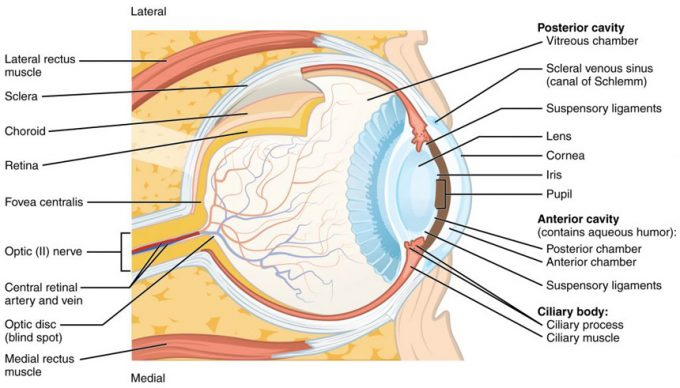 Lateral
Lateral rectus
muscle
Sclera
Choroid
Retina
Fovea centralis
Optic (II) nerve
Central retinal
artery and vein
Optic disc
(blind spot)
Medial rectus
muscle
Medial
Posterior cavity
Vitreous chamber
Scleral venous sinus
(canal of Schlemm)
Suspensory ligaments
Lens
Cornea
Iris
Pupil
Anterior cavity
(contains aqueous humor):
Posterior chamber
Anterior chamber
Suspensory ligaments
Ciliary body:
Ciliary process
Ciliary muscle